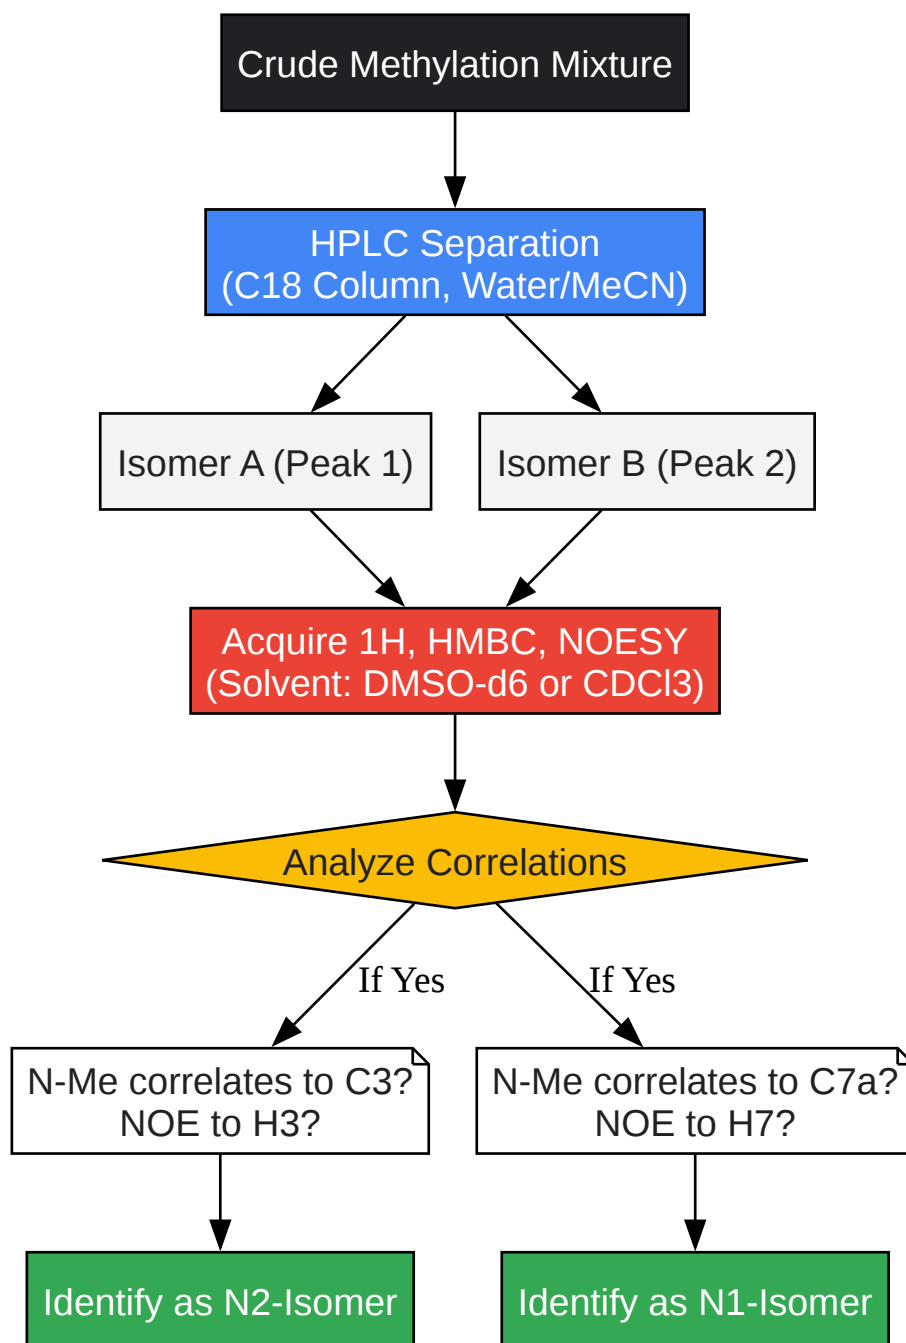 Crude Methylation Mixture
HPLC Separation
(C18 Column, Water/MeCN)
Isomer A (Peak 1)
Isomer B (Peak 2)
Acquire 1H, HMBC, NOESY
(Solvent: DMSO-d6 or CDCl3)
Analyze Correlations
If Yes
If Yes
N-Me correlates to C3?
NOE to H3?
N-Me correlates to C7a?
NOE to H7?
Identify as N2-Isomer
Identify as N1-Isomer